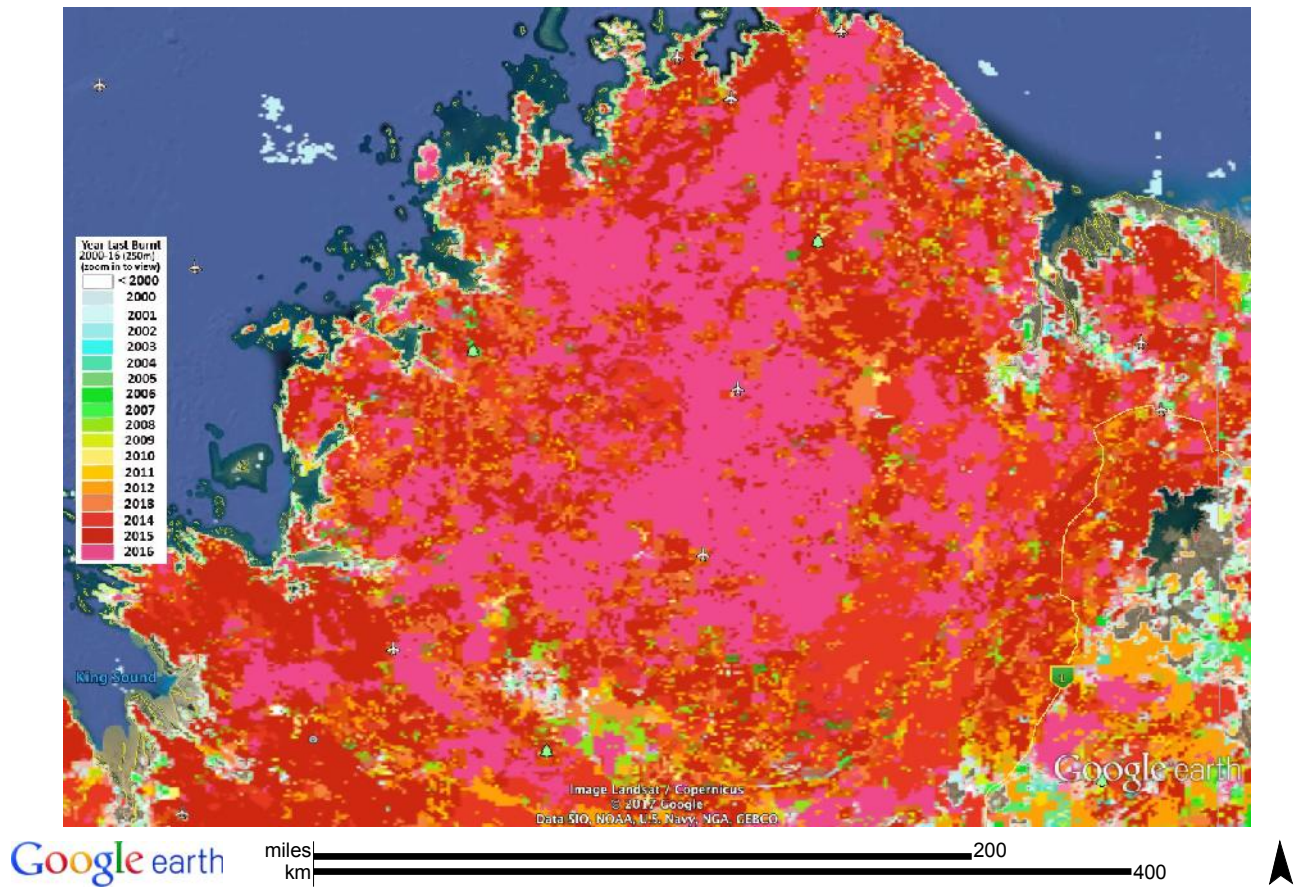 Year Last Burnt
2000-16 (250m)
(zoom in to view)
< 2000
2000
2001
2002
2003
2004
2005
2006
2007
2008
2009
2010
2011
2012
2013
2014
2015
2016
King Sound
1
Google earth
Image Landsat / Copernicus
© 2017 Google
Data SIO, NOAA, U.S. Navy, NGA, GEBCO
Google earth
miles 200
km 400